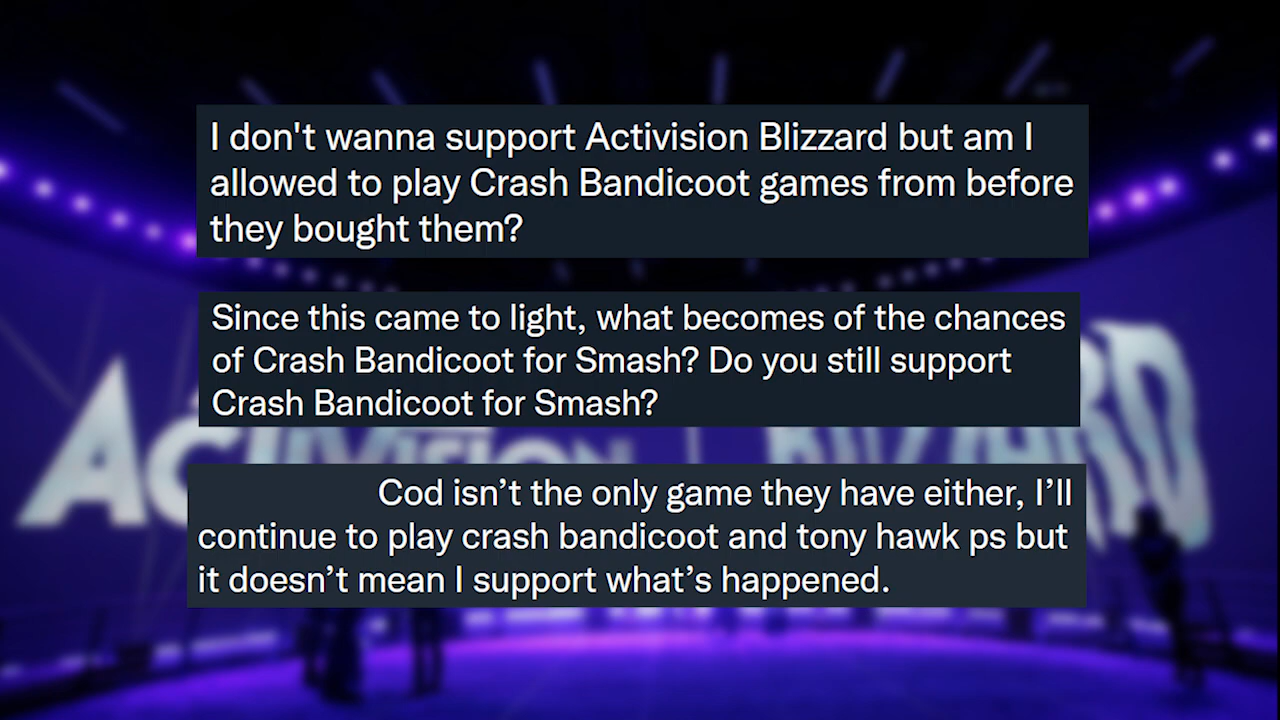 I don't wanna support Activision Blizzard but am I
allowed to play Crash Bandicoot games from before
they bought them?
Since this came to light, what becomes of the chances
of Crash Bandicoot for Smash? Do you still support
Crash Bandicoot for Smash?
ACTIVISION | BLIZZARD
Cod isn’t the only game they have either, I’ll
continue to play crash bandicoot and tony hawk ps but
it doesn’t mean I support what’s happened.